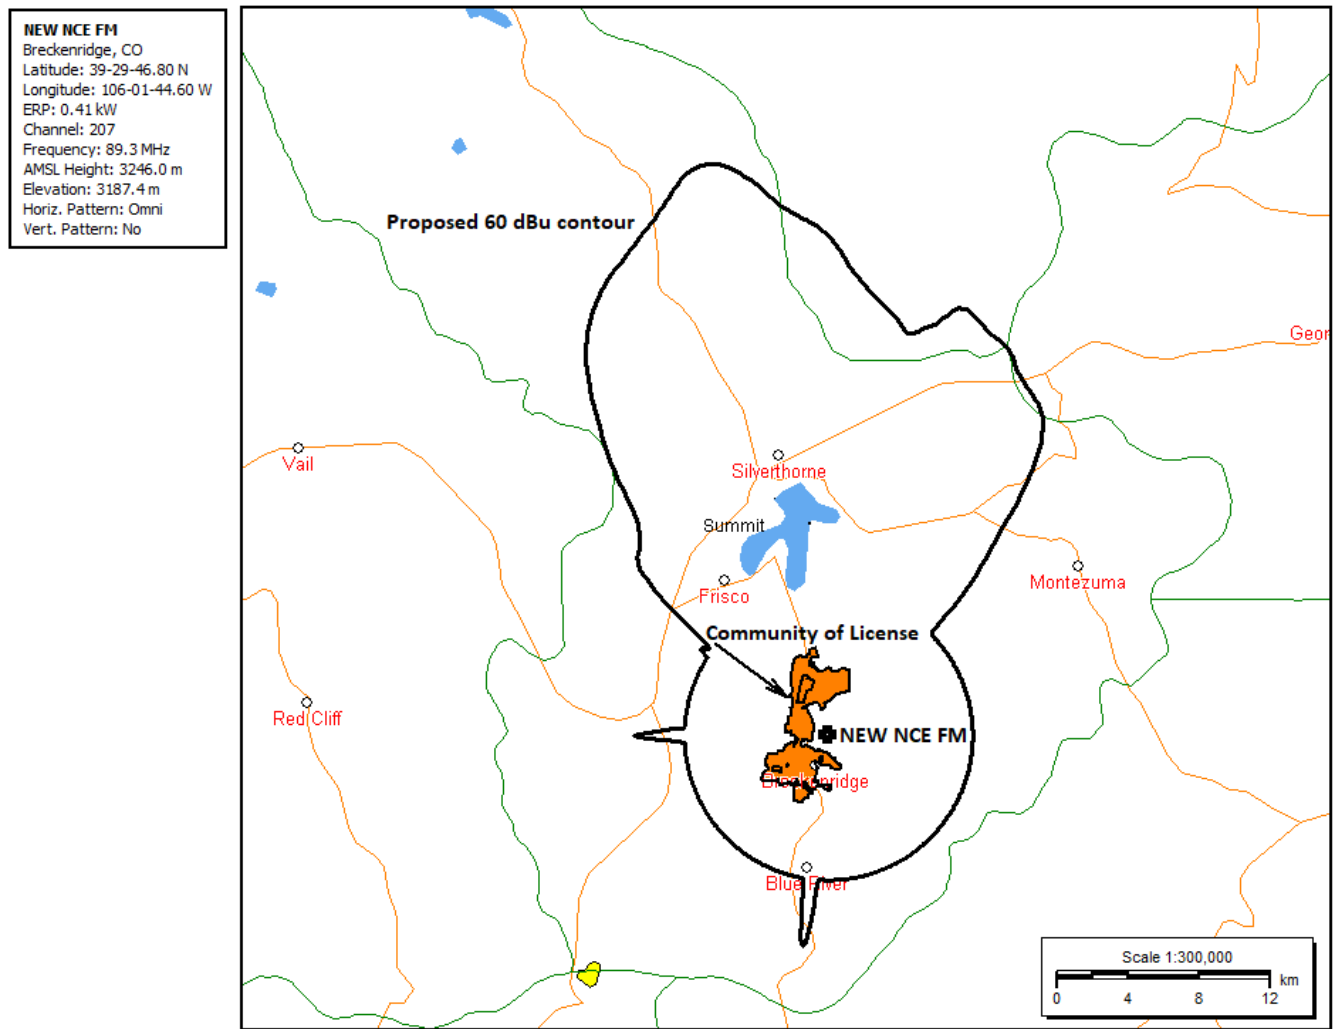 NEW NCE FM
Breckenridge, CO
Latitude: 39-29-46.80 N
Longitude: 106-01-44.60 W
ERP: 0.41 kW
Channel: 207
Frequency: 89.3 MHz
AMSL Height: 3246.0 m
Elevation: 3187.4 m
Horiz. Pattern: Omni
Vert. Pattern: No
Proposed 60 dBu contour
Geor
Vail
Silverthorne
Summit
Frisco
Montezuma
Community of License
Red Cliff
NEW NCE FM
Breckenridge
Blue River
Scale 1:300,000
km
0 4 8 12